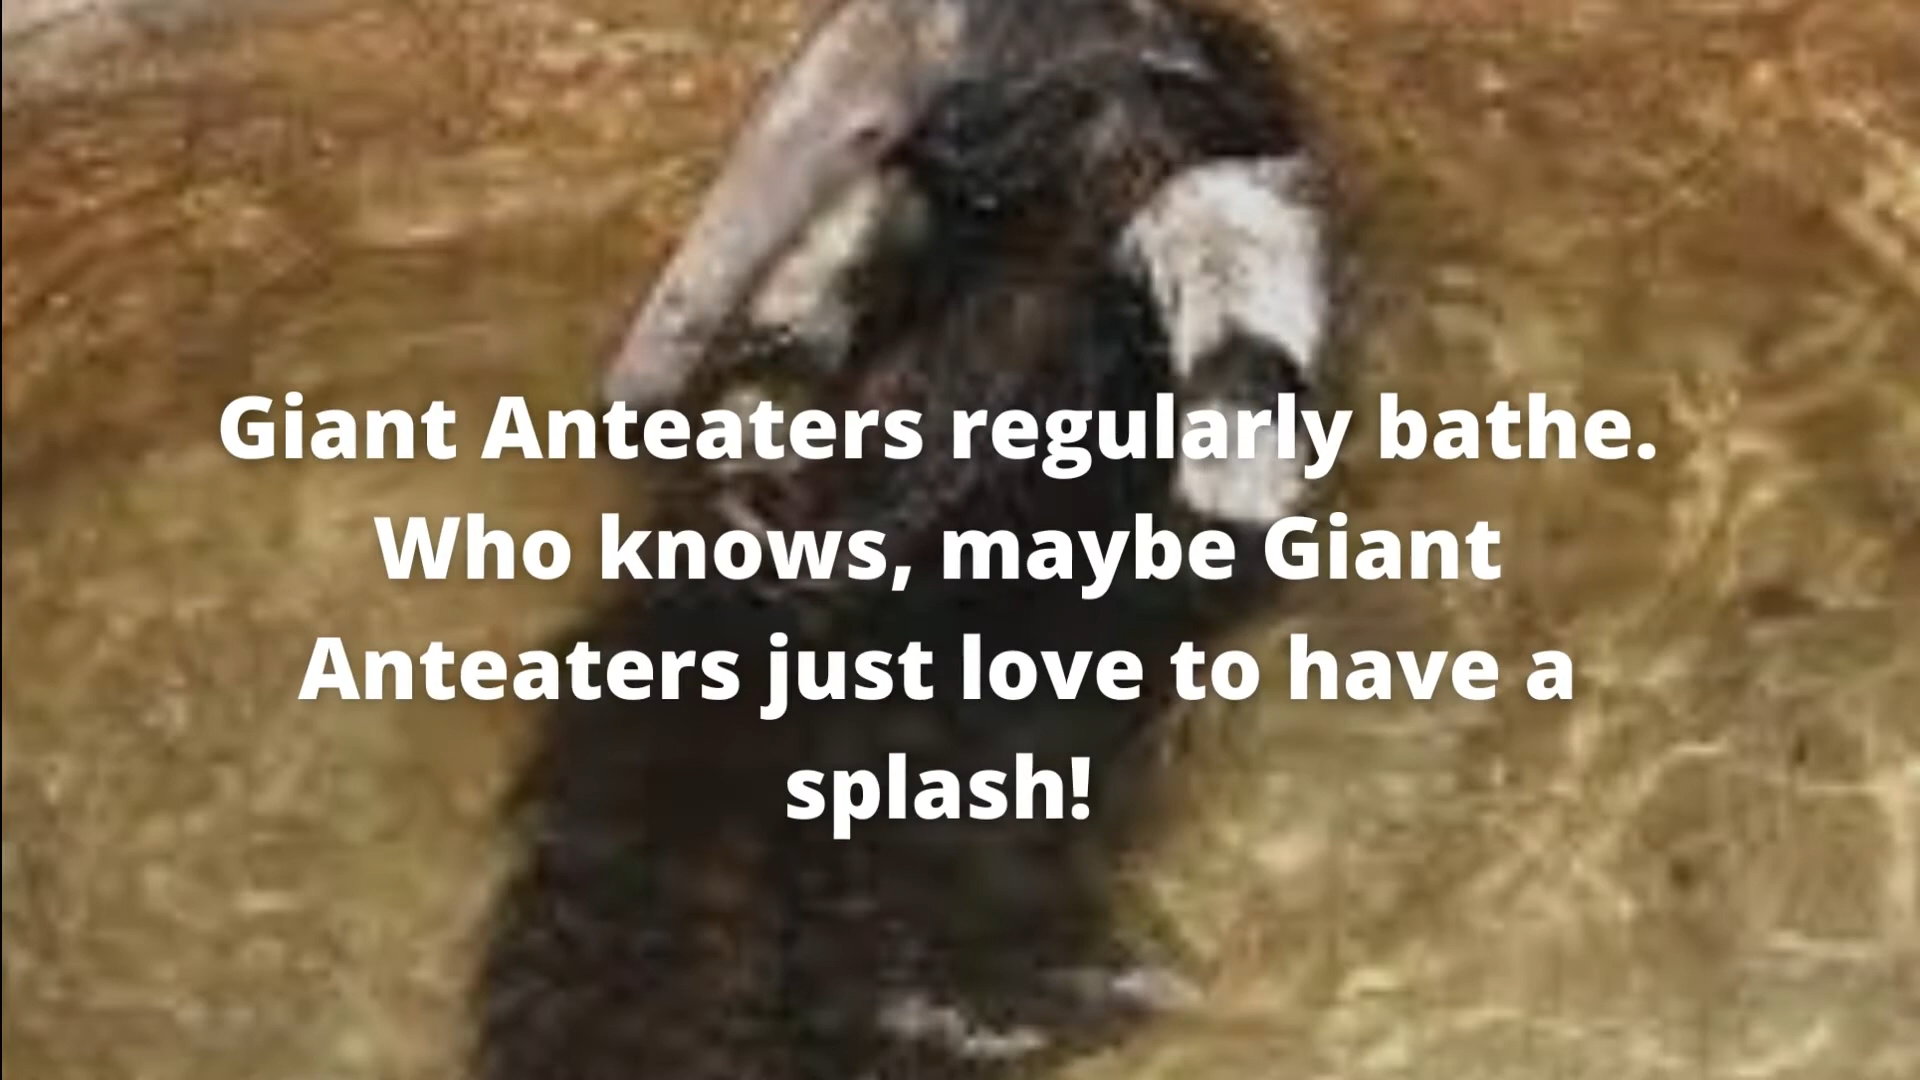 Giant Anteaters regularly bathe.
Who knows, maybe Giant
Anteaters just love to have a
splash!